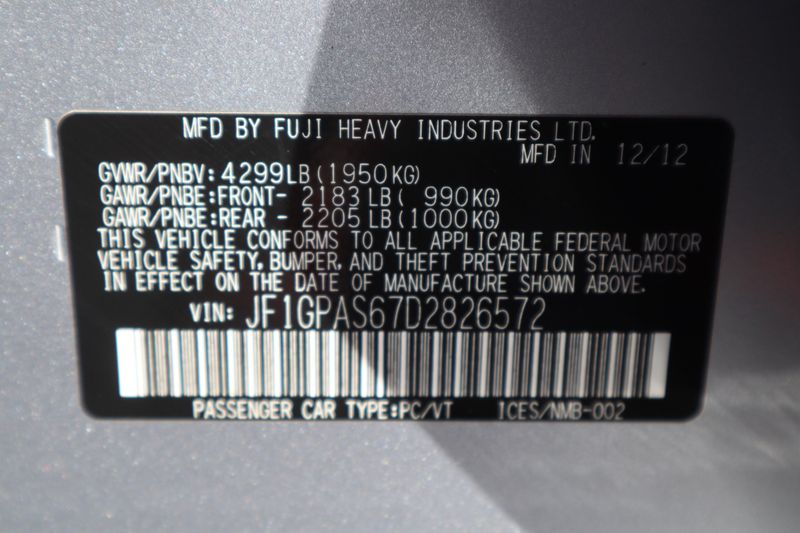 MFD BY FUJI HEAVY INDUSTRIES LTD.
MFD IN 12/12
GVWR/PNBV: 4299LB(1950KG)
GAWR/PNBE:FRONT- 2183LB( 990KG)
GAWR/PNBE:REAR - 2205LB(1000KG)
THIS VEHICLE CONFORMS TO ALL APPLICABLE FEDERAL MOTOR
VEHICLE SAFETY, BUMPER, AND THEFT PREVENTION STANDARDS
IN EFFECT ON THE DATE OF MANUFACTURE SHOWN ABOVE.
VIN: JF1GPAS67D2826572
PASSENGER CAR TYPE:PC/VT ICES/NMB-002